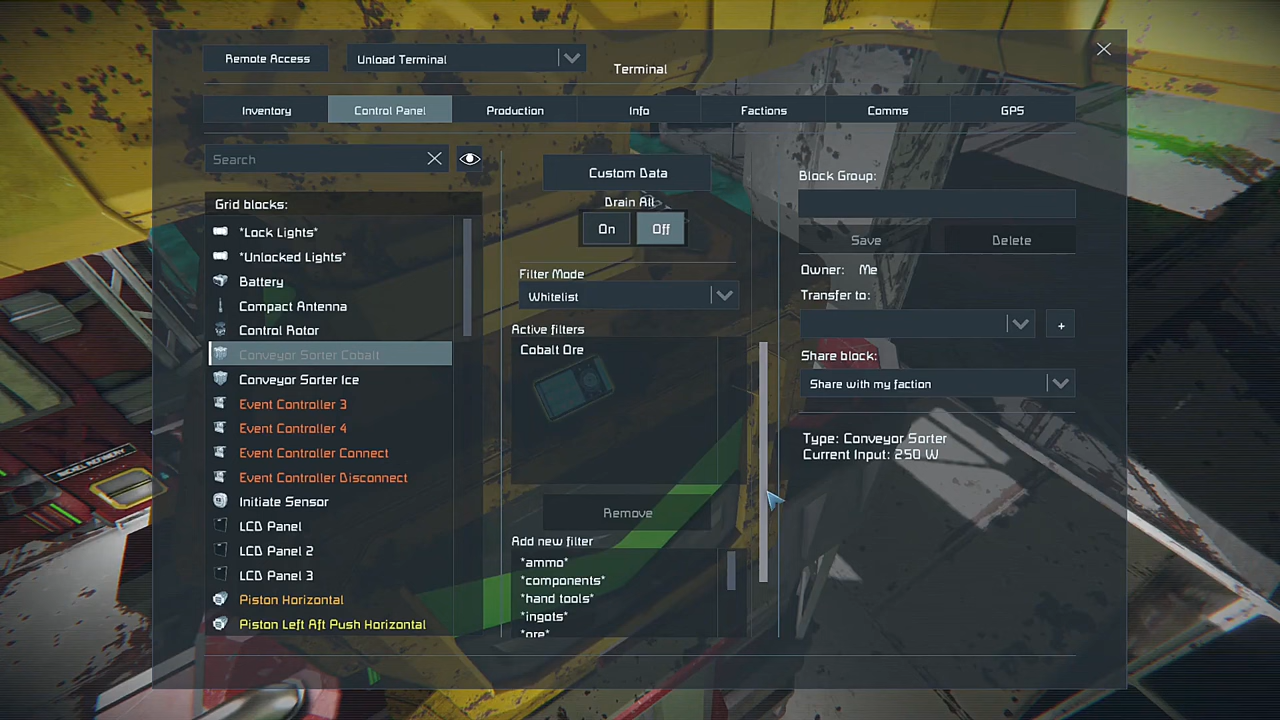 Remote Access
Unload Terminal
Terminal
Inventory
Control Panel
Production
Info
Factions
Comms
GPS
Search
Grid blocks:
*Lock Lights*
*Unlocked Lights*
Battery
Compact Antenna
Control Rotor
Conveyor Sorter Cobalt
Conveyor Sorter Ice
Event Controller 3
Event Controller 4
Event Controller Connect
Event Controller Disconnect
Initiate Sensor
LCD Panel
LCD Panel 2
LCD Panel 3
Piston Horizontal
Piston Left Aft Push Horizontal
Custom Data
Drain All
On
Off
Filter Mode
Whitelist
Active filters
Cobalt Ore
Remove
Add new filter
*ammo*
*components*
*hand tools*
*ingots*
*ore*
Block Group:
Save
Delete
Owner: Me
Transfer to:
+
Share block:
Share with my faction
Type: Conveyor Sorter
Current Input: 250 W
NICKEL REFINERY